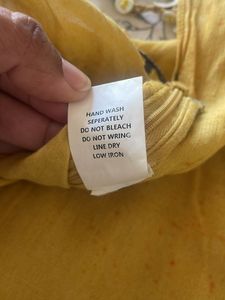 HAND WASH
SEPERATELY
DO NOT BLEACH
DO NOT WRING
LINE DRY
LOW IRON